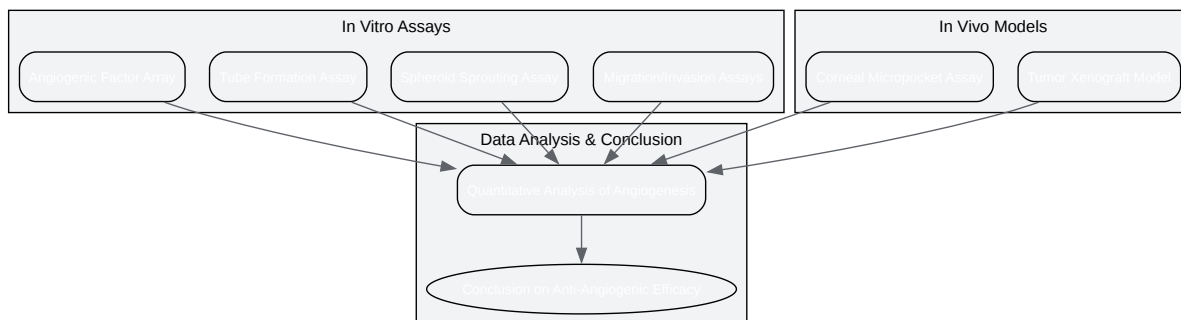 In Vitro Assays
In Vivo Models
Angiogenic Factor Array
Tube Formation Assay
Spheroid Sprouting Assay
Migration/Invasion Assays
Corneal Micropocket Assay
Tumor Xenograft Model
Data Analysis & Conclusion
Quantitative Analysis of Angiogenesis
Conclusion on Anti-Angiogenic Efficacy